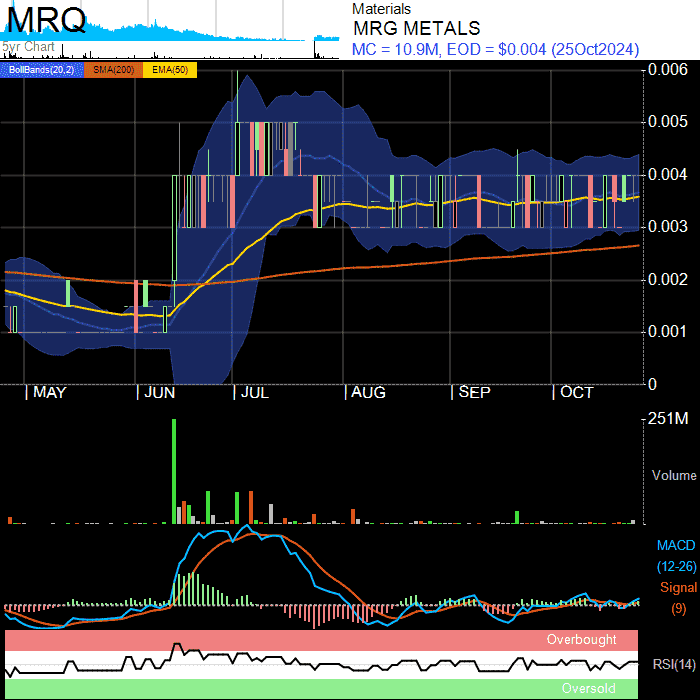 MRQ
5yr Chart
Materials
MRG METALS
MC = 10.9M, EOD = $0.004 (25Oct2024)
BollBands(20,2) SMA(200) EMA(50)
0.006
0.005
0.004
0.003
0.002
0.001
0
MAY JUN JUL AUG SEP OCT
251M
Volume
MACD
(12-26)
Signal
(9)
Overbought
RSI(14)
Oversold